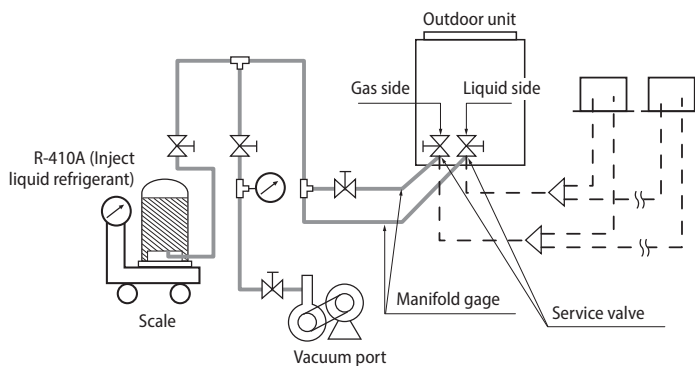 Outdoor unit
Gas side
Liquid side
R-410A (Inject
liquid refrigerant)
Scale
Manifold gage
Service valve
Vacuum port